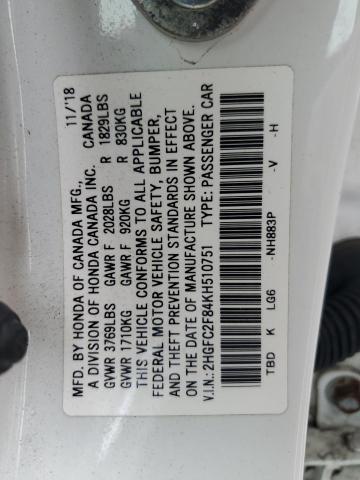 MFD. BY HONDA OF CANADA MFG., 11/'18
A DIVISION OF HONDA CANADA INC. CANADA
GVWR 3769LBS GAWR F 2028LBS R 1829LBS
GVWR 1710KG GAWR F 920KG R 830KG
THIS VEHICLE CONFORMS TO ALL APPLICABLE
FEDERAL MOTOR VEHICLE SAFETY, BUMPER,
AND THEFT PREVENTION STANDARDS IN EFFECT
ON THE DATE OF MANUFACTURE SHOWN ABOVE.
V.I.N.: 2HGFC2F84KH510751 TYPE: PASSENGER CAR
TBD K LG6 -NH883P -V -H